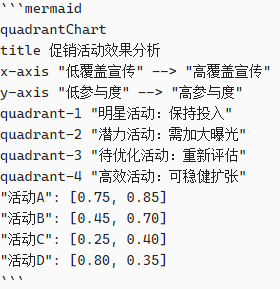 ```mermaid
quadrantChart
title 促销活动效果分析
x-axis "低覆盖宣传" --> "高覆盖宣传"
y-axis "低参与度" --> "高参与度"
quadrant-1 "明星活动：保持投入"
quadrant-2 "潜力活动：需加大曝光"
quadrant-3 "待优化活动：重新评估"
quadrant-4 "高效活动：可稳健扩张"
"活动A": [0.75, 0.85]
"活动B": [0.45, 0.70]
"活动C": [0.25, 0.40]
"活动D": [0.80, 0.35]
```